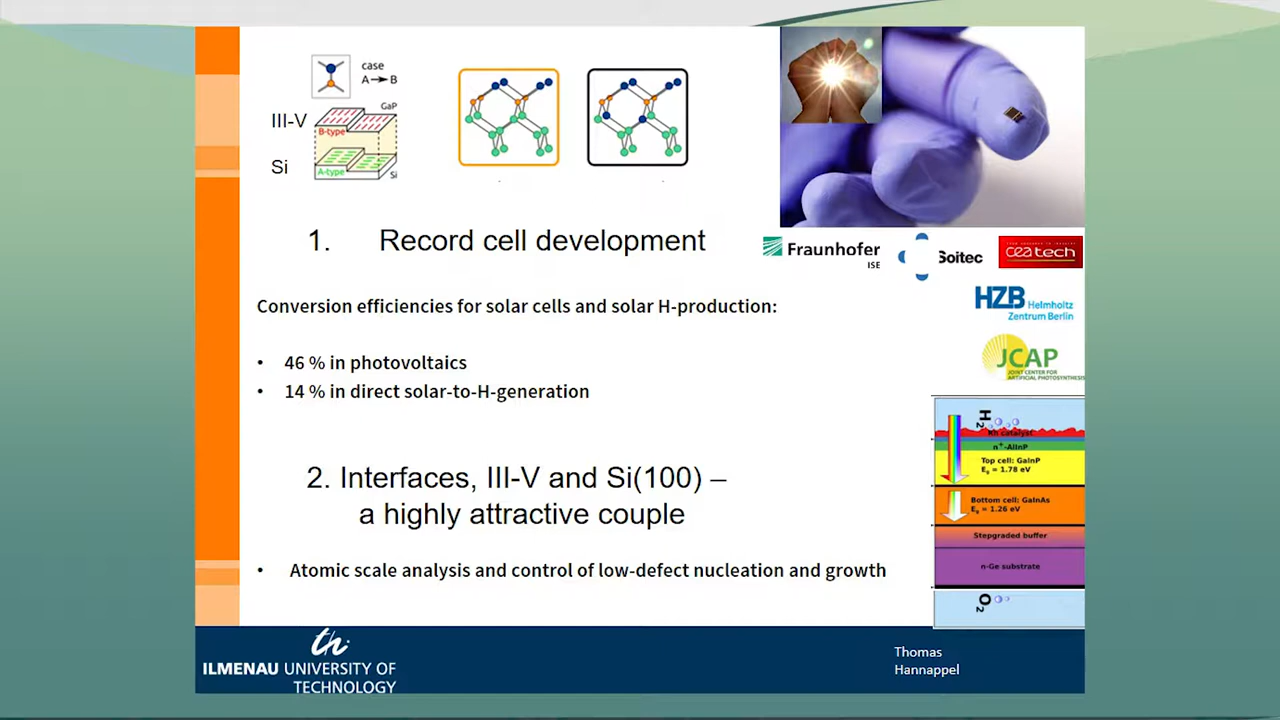 case
A → B
GaP
III-V
B-type
Si
A-type
Si
1. Record cell development
Fraunhofer
ISE
Soitec
ceatech
HZB Helmholtz
Zentrum Berlin
JCAP
JOINT CENTER FOR
ARTIFICIAL PHOTOSYNTHESIS
Conversion efficiencies for solar cells and solar H-production:
• 46 % in photovoltaics
• 14 % in direct solar-to-H-generation
H2
Rh catalyst
n+-AlInP
Top cell: GaInP
Eg = 1.78 eV
Bottom cell: GaInAs
Eg = 1.26 eV
Stepgraded buffer
n-Ge substrate
O2
2. Interfaces, III-V and Si(100) –
a highly attractive couple
• Atomic scale analysis and control of low-defect nucleation and growth
th
ILMENAU UNIVERSITY OF
TECHNOLOGY
Thomas
Hannappel